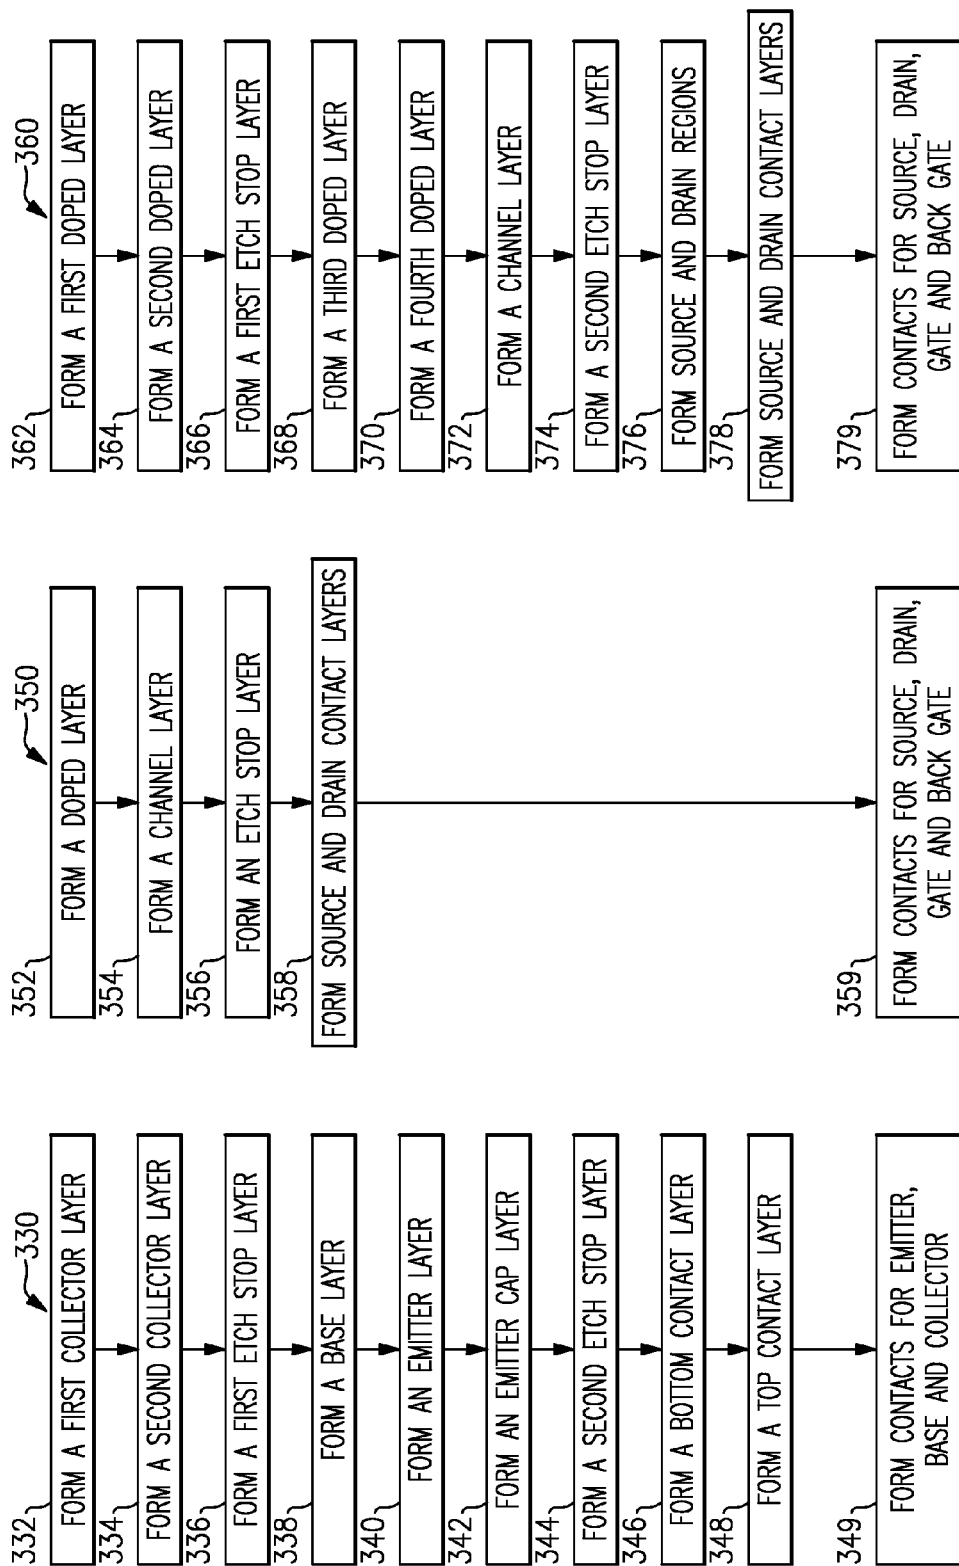 330
332
FORM A FIRST COLLECTOR LAYER
334
FORM A SECOND COLLECTOR LAYER
336
FORM A FIRST ETCH STOP LAYER
338
FORM A BASE LAYER
340
FORM AN EMITTER LAYER
342
FORM AN EMITTER CAP LAYER
344
FORM A SECOND ETCH STOP LAYER
346
FORM A BOTTOM CONTACT LAYER
348
FORM A TOP CONTACT LAYER
349
FORM CONTACTS FOR EMITTER,
BASE AND COLLECTOR
350
352
FORM A DOPED LAYER
354
FORM A CHANNEL LAYER
356
FORM AN ETCH STOP LAYER
358
FORM SOURCE AND DRAIN CONTACT LAYERS
359
FORM CONTACTS FOR SOURCE, DRAIN,
GATE AND BACK GATE
360
362
FORM A FIRST DOPED LAYER
364
FORM A SECOND DOPED LAYER
366
FORM A FIRST ETCH STOP LAYER
368
FORM A THIRD DOPED LAYER
370
FORM A FOURTH DOPED LAYER
372
FORM A CHANNEL LAYER
374
FORM A SECOND ETCH STOP LAYER
376
FORM SOURCE AND DRAIN REGIONS
378
FORM SOURCE AND DRAIN CONTACT LAYERS
379
FORM CONTACTS FOR SOURCE, DRAIN,
GATE AND BACK GATE